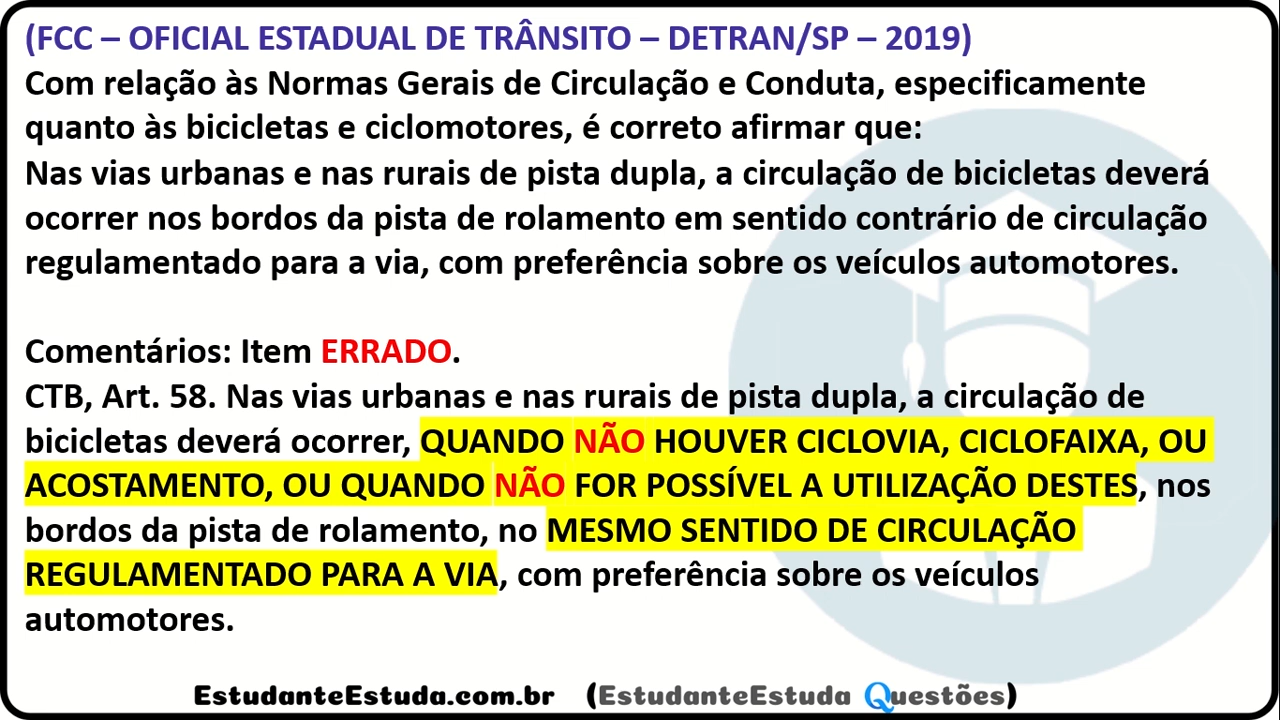 (FCC – OFICIAL ESTADUAL DE TRÂNSITO – DETRAN/SP – 2019)
Com relação às Normas Gerais de Circulação e Conduta, especificamente
quanto às bicicletas e ciclomotores, é correto afirmar que:
Nas vias urbanas e nas rurais de pista dupla, a circulação de bicicletas deverá
ocorrer nos bordos da pista de rolamento em sentido contrário de circulação
regulamentado para a via, com preferência sobre os veículos automotores.
Comentários: Item ERRADO.
CTB, Art. 58. Nas vias urbanas e nas rurais de pista dupla, a circulação de
bicicletas deverá ocorrer, QUANDO NÃO HOUVER CICLOVIA, CICLOFAIXA, OU
ACOSTAMENTO, OU QUANDO NÃO FOR POSSÍVEL A UTILIZAÇÃO DESTES, nos
bordos da pista de rolamento, no MESMO SENTIDO DE CIRCULAÇÃO
REGULAMENTADO PARA A VIA, com preferência sobre os veículos
automotores.
EstudanteEstuda.com.br (EstudanteEstuda Questões)